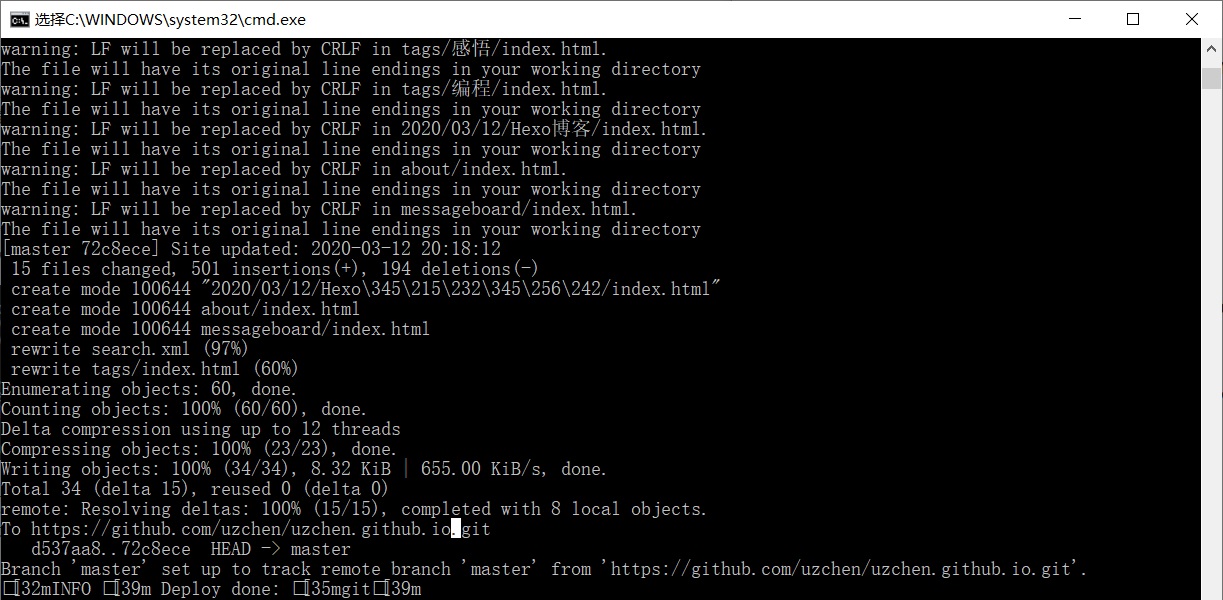 选择C:\WINDOWS\system32\cmd.exe
warning: LF will be replaced by CRLF in tags/感悟/index.html.
The file will have its original line endings in your working directory
warning: LF will be replaced by CRLF in tags/编程/index.html.
The file will have its original line endings in your working directory
warning: LF will be replaced by CRLF in 2020/03/12/Hexo博客/index.html.
The file will have its original line endings in your working directory
warning: LF will be replaced by CRLF in about/index.html.
The file will have its original line endings in your working directory
warning: LF will be replaced by CRLF in messageboard/index.html.
The file will have its original line endings in your working directory
[master 72c8ece] Site updated: 2020-03-12 20:18:12
 15 files changed, 501 insertions(+), 194 deletions(-)
 create mode 100644 "2020/03/12/Hexo\345\215\232\345\256\242/index.html"
 create mode 100644 about/index.html
 create mode 100644 messageboard/index.html
 rewrite search.xml (97%)
 rewrite tags/index.html (60%)
Enumerating objects: 60, done.
Counting objects: 100% (60/60), done.
Delta compression using up to 12 threads
Compressing objects: 100% (23/23), done.
Writing objects: 100% (34/34), 8.32 KiB | 655.00 KiB/s, done.
Total 34 (delta 15), reused 0 (delta 0)
remote: Resolving deltas: 100% (15/15), completed with 8 local objects.
To https://github.com/uzchen/uzchen.github.io.git
   d537aa8..72c8ece  HEAD -> master
Branch 'master' set up to track remote branch 'master' from 'https://github.com/uzchen/uzchen.github.io.git'.
[32mINFO [39m Deploy done: [35mgit[39m